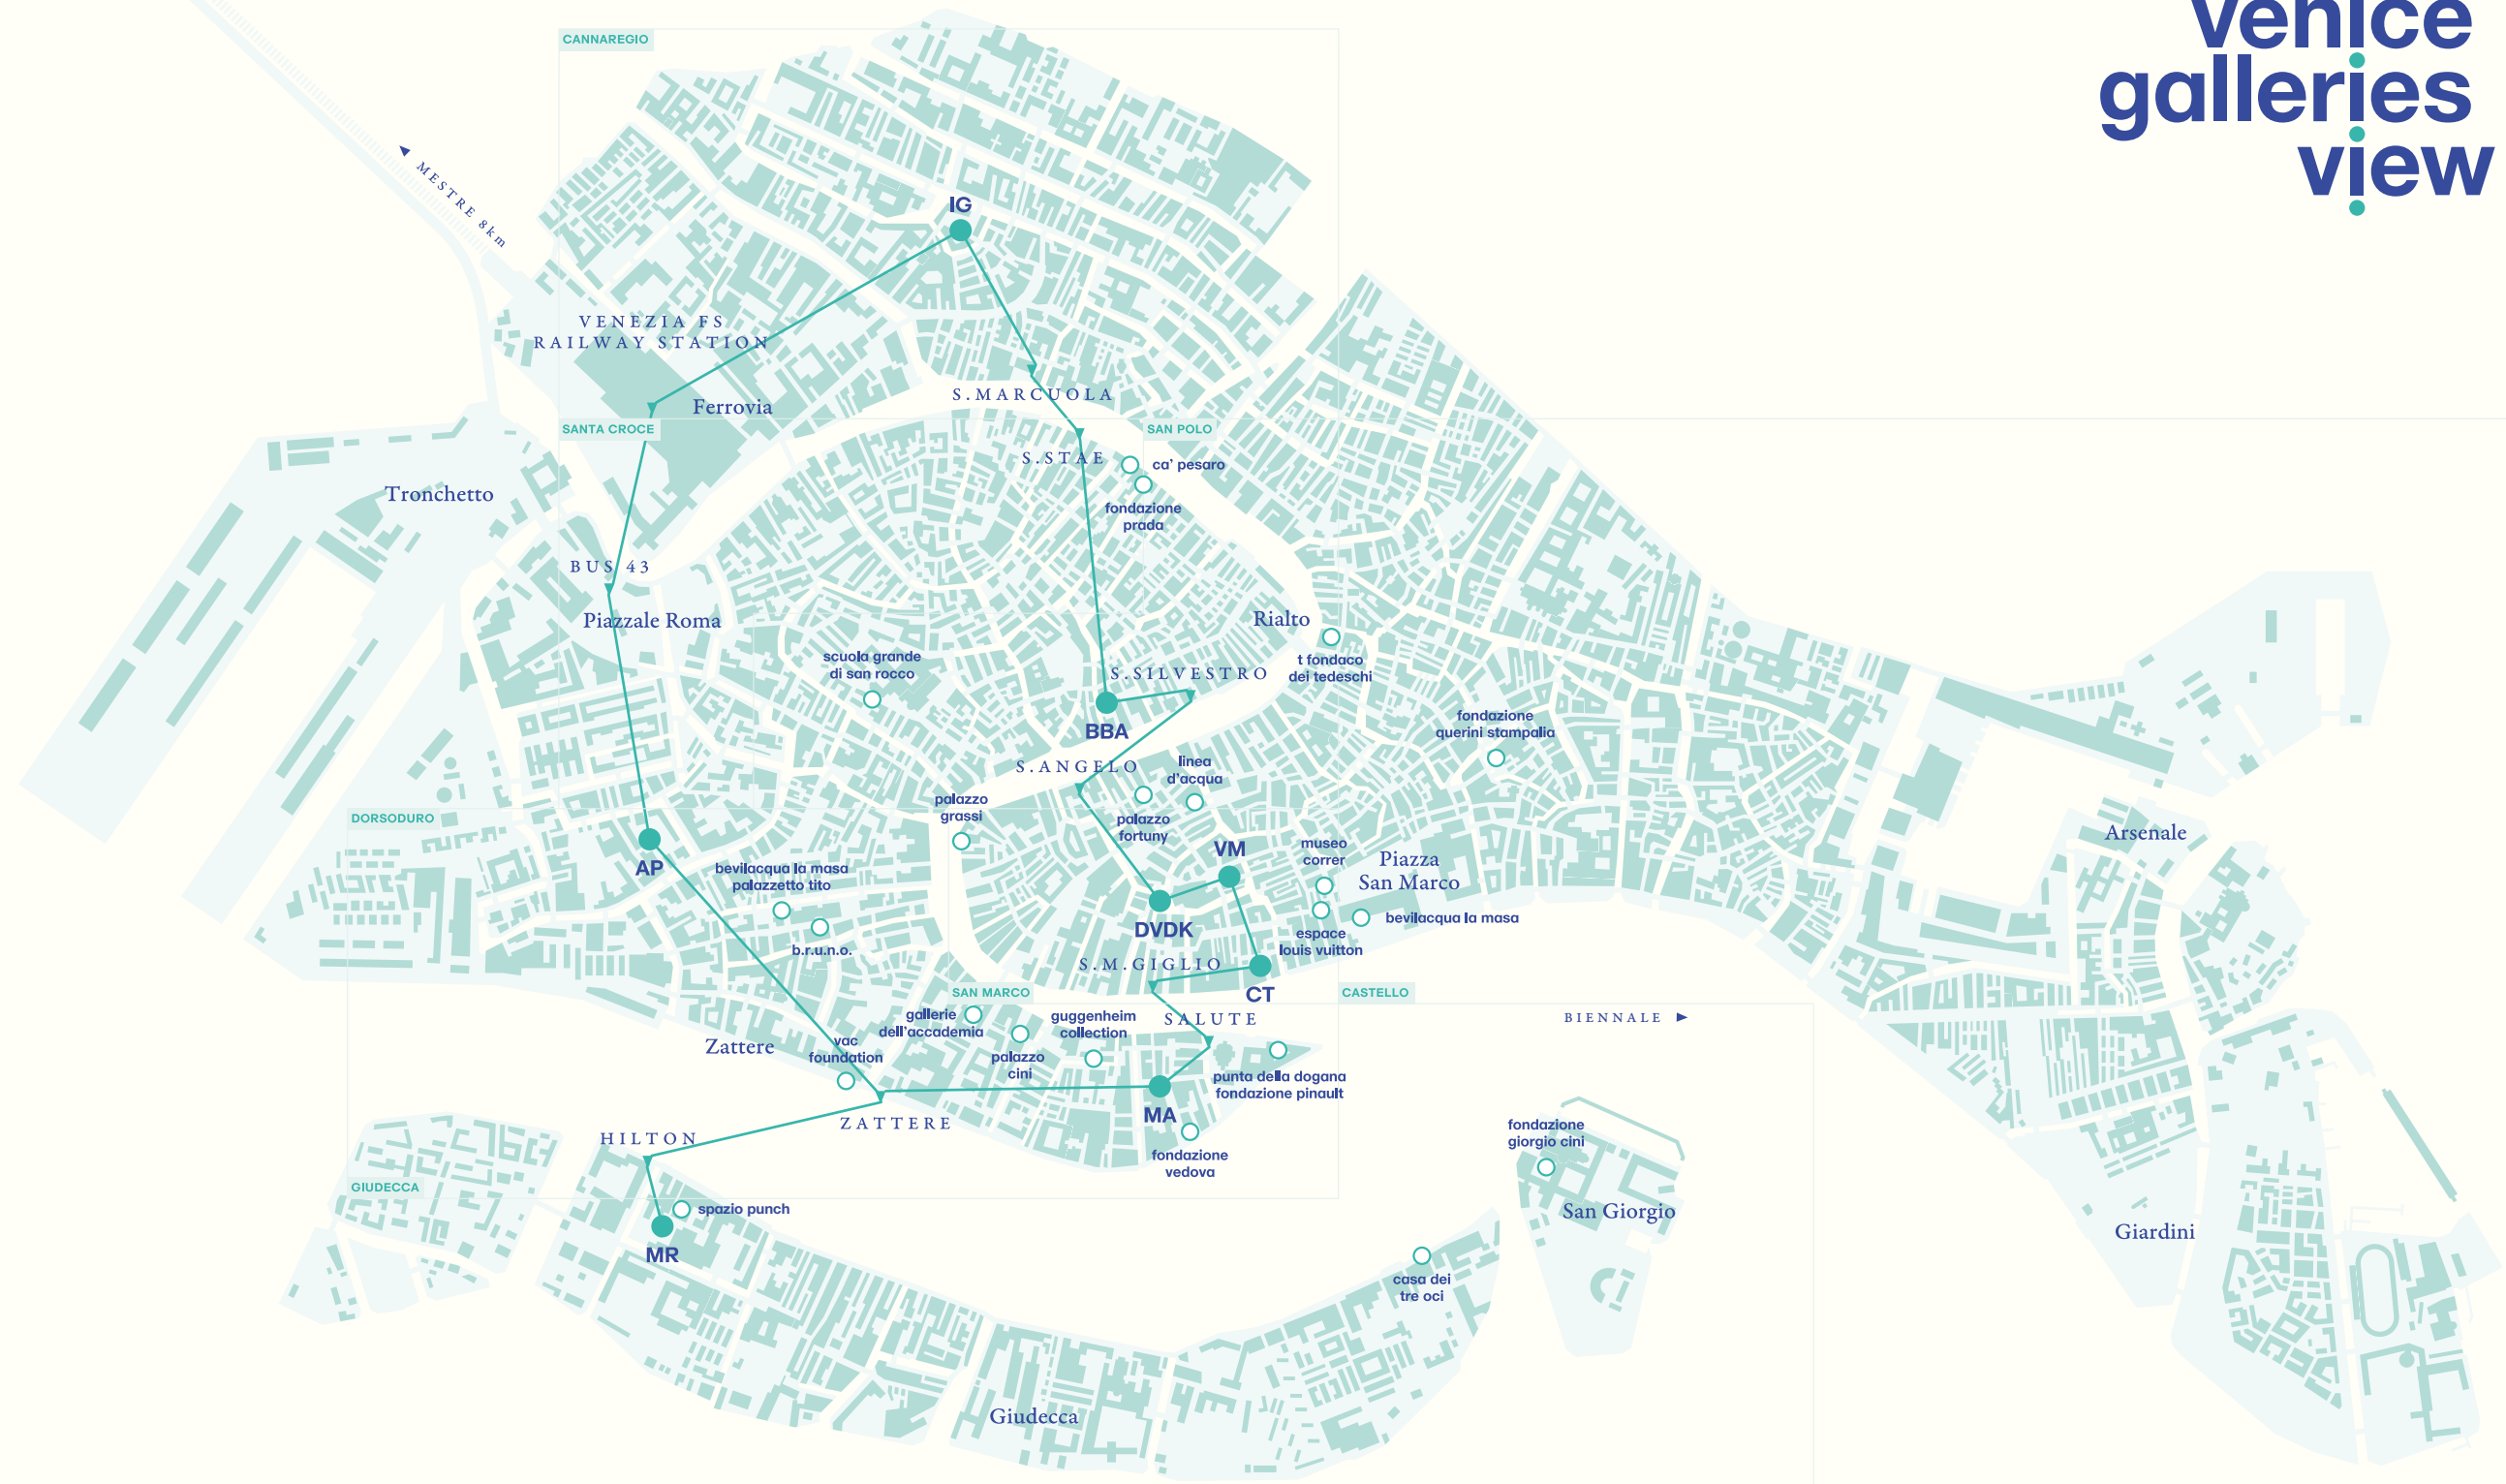 venice
galleries
view
CANNAREGIO
MESTRE 8km
IG
VENEZIA FS
RAILWAY STATION
Ferrovia
S.MARCUOLA
SANTA CROCE
SAN POLO
S.STAE
ca' pesaro
fondazione
prada
Tronchetto
BUS 43
Piazzale Roma
Rialto
scuola grande
di san rocco
S.SILVESTRO
t fondaco
dei tedeschi
BBA
fondazione
querini stampalia
S.ANGELO
linea
d'acqua
palazzo
grassi
palazzo
fortuny
DORSODURO
Arsenale
VM
museo
correr
Piazza
San Marco
AP
bevilacqua la masa
palazzetto tito
b.r.u.n.o.
DVDK
bevilacqua la masa
espace
louis vuitton
S.M.GIGLIO
CT
SAN MARCO
CASTELLO
gallerie
dell'accademia
guggenheim
collection
SALUTE
BIENNALE
Zattere
vac
foundation
palazzo
cini
punta della dogana
fondazione pinault
MA
ZATTERE
HILTON
fondazione
giorgio cini
fondazione
vedova
GIUDECCA
spazio punch
San Giorgio
MR
Giardini
casa dei
tre oci
Giudecca